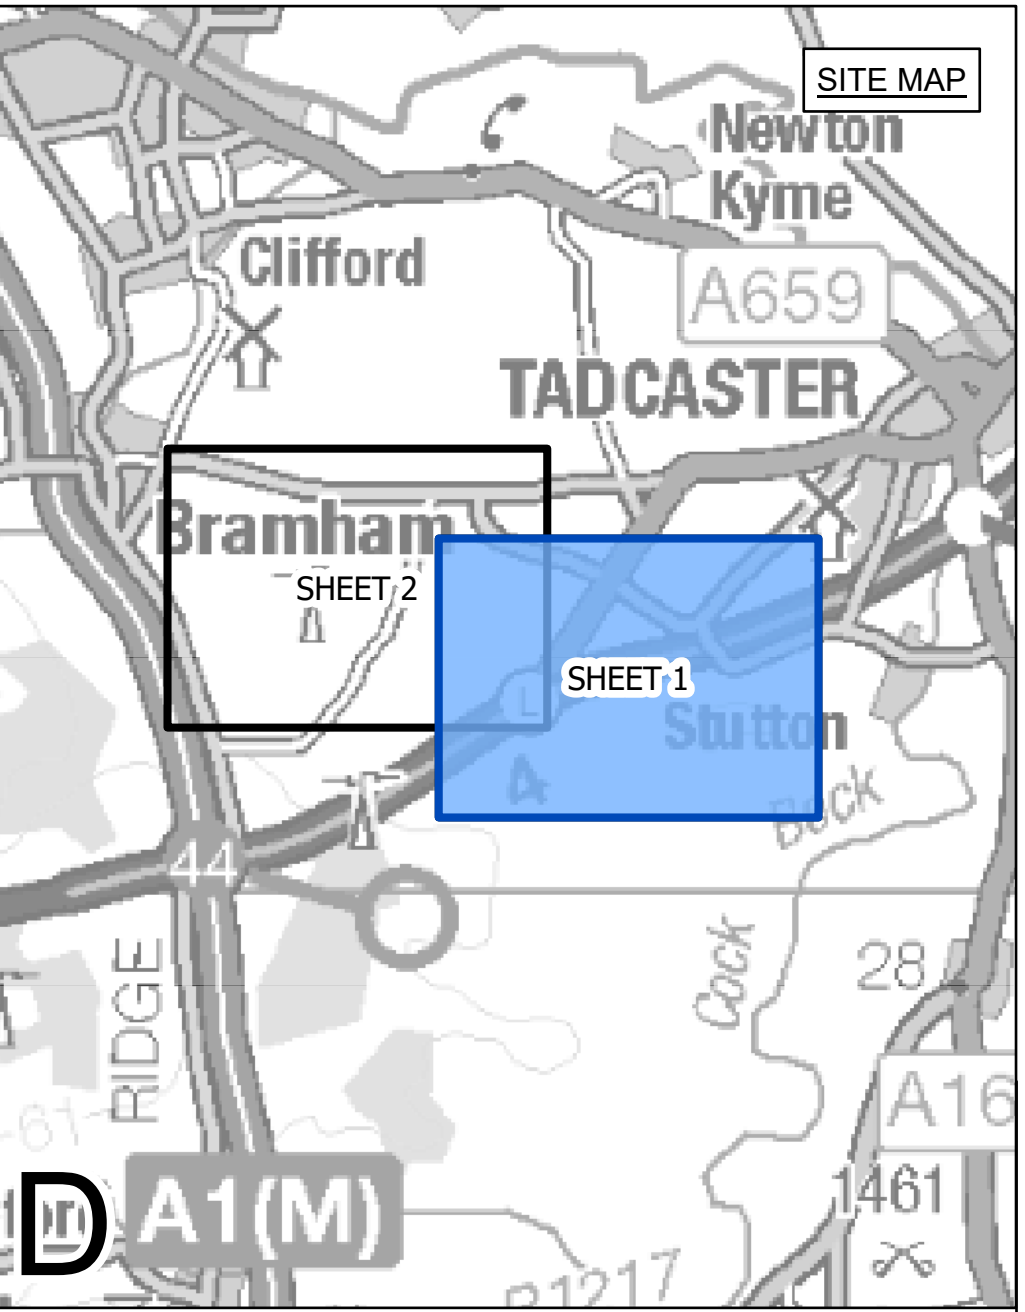 SITE MAP
Newton
Kyme
Clifford
A659
TADCASTER
Bramham
SHEET 2
SHEET 1
L
Stutton
44
Cock
28
RIDGE
A16
61
D
A1(M)
1461
B1217